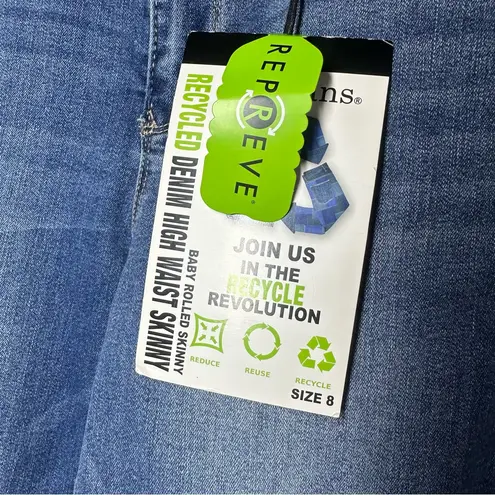 REPREVE®
RECYCLED DENIM HIGH WAIST SKINNY
BABY ROLLED SKINNY
JOIN US
IN THE
RECYCLE
REVOLUTION
REDUCE
REUSE
RECYCLE
SIZE 8